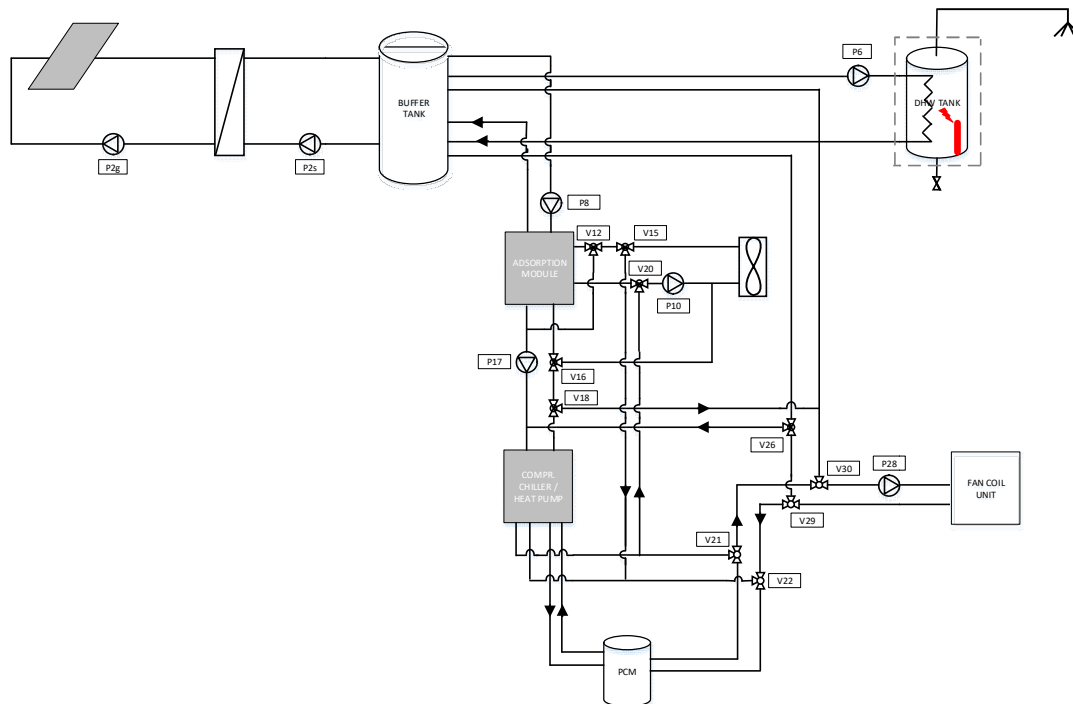 P6
BUFFER
TANK
DHW TANK
P2g
P2s
P8
V12
V15
ADSORPTION
MODULE
V20
P10
P17
V16
V18
V26
COMPR.
CHILLER /
HEAT PUMP
V30
P28
FAN COIL
UNIT
V29
V21
V22
PCM